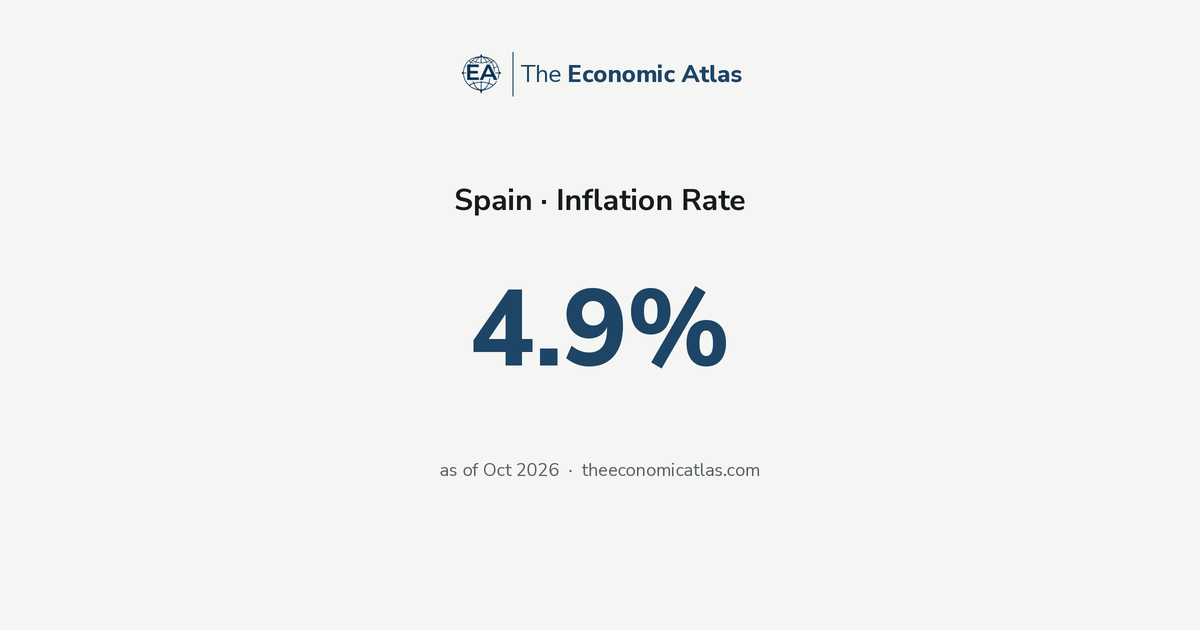 EA The Economic Atlas
Spain · Inflation Rate
4.9%
as of Oct 2026 · theeconomicatlas.com